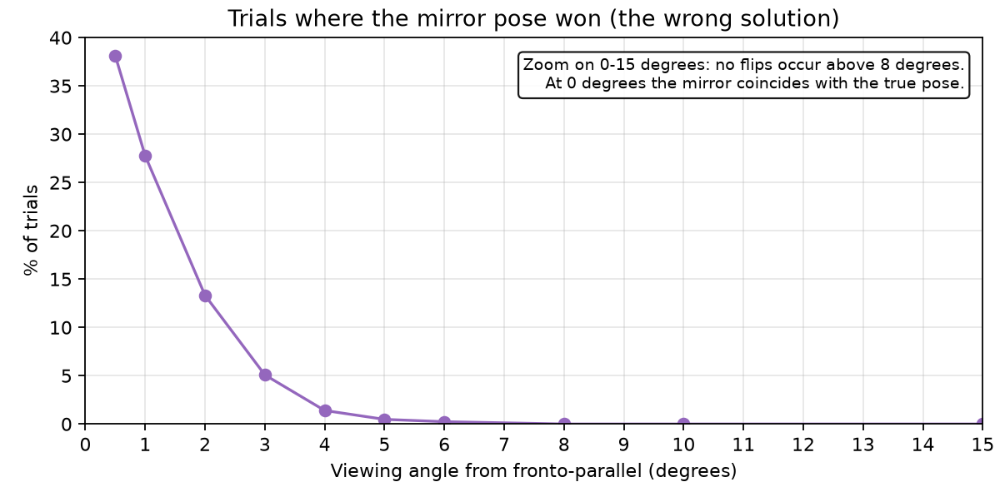 Trials where the mirror pose won (the wrong solution)
40
35
30
25
20
15
10
5
0
% of trials
Zoom on 0-15 degrees: no flips occur above 8 degrees.
At 0 degrees the mirror coincides with the true pose.
0 1 2 3 4 5 6 7 8 9 10 11 12 13 14 15
Viewing angle from fronto-parallel (degrees)